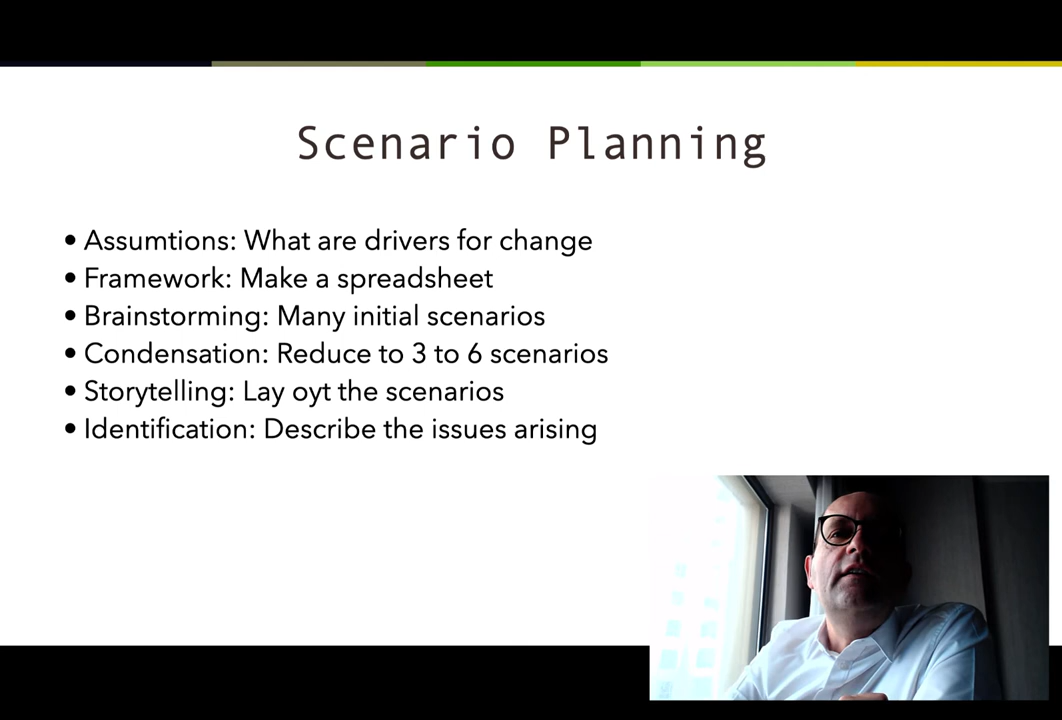 Scenario Planning
• Assumtions: What are drivers for change
• Framework: Make a spreadsheet
• Brainstorming: Many initial scenarios
• Condensation: Reduce to 3 to 6 scenarios
• Storytelling: Lay oyt the scenarios
• Identification: Describe the issues arising